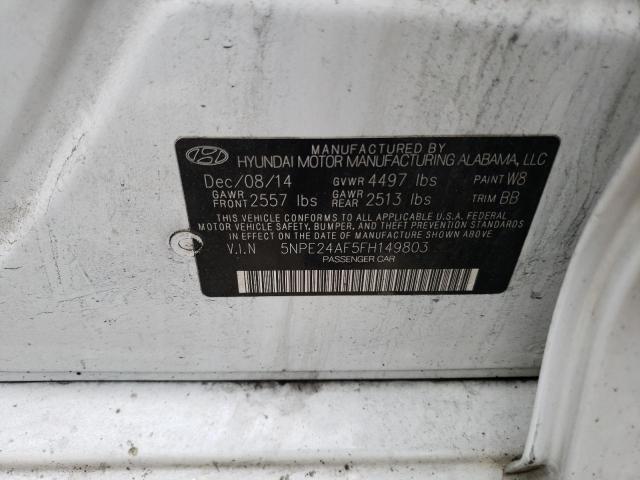 MANUFACTURED BY
HYUNDAI MOTOR MANUFACTURING ALABAMA, LLC
Dec/08/14 GVWR 4497 lbs PAINT W8
GAWR FRONT 2557 lbs GAWR REAR 2513 lbs TRIM BB
THIS VEHICLE CONFORMS TO ALL APPLICABLE U.S.A. FEDERAL
MOTOR VEHICLE SAFETY, BUMPER, AND THEFT PREVENTION STANDARDS
IN EFFECT ON THE DATE OF MANUFACTURE SHOWN ABOVE.
V.I.N 5NPE24AF5FH149803
PASSENGER CAR